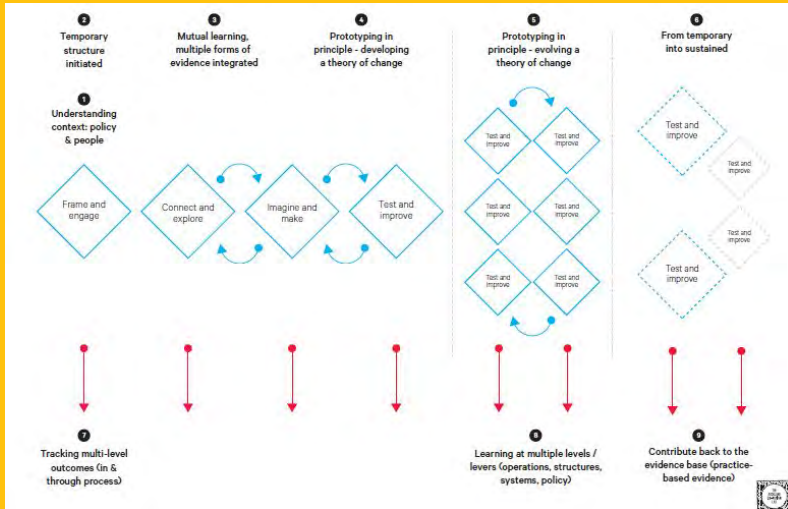 2
Temporary
structure
initiated
3
Mutual learning,
multiple forms of
evidence integrated
4
Prototyping in
principle - developing
a theory of change
5
Prototyping in
principle - evolving a
theory of change
6
From temporary
into sustained
1
Understanding
context: policy
& people
Frame and
engage
Connect and
explore
Imagine and
make
Test and
improve
Test and
improve
Test and
improve
Test and
improve
Test and
improve
Test and
improve
Test and
improve
Test and
improve
Test and
improve
Test and
improve
Test and
improve
7
Tracking multi-level
outcomes (in &
through process)
8
Learning at multiple levels /
levers (operations, structures,
systems, policy)
9
Contribute back to the
evidence base (practice-
based evidence)